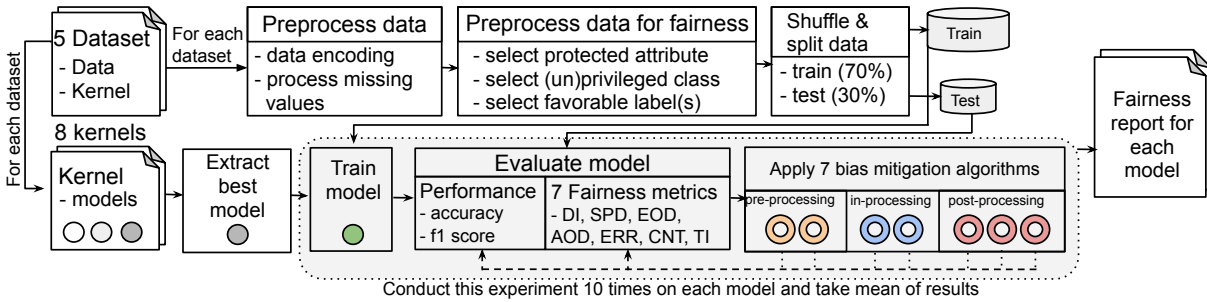 5 Dataset
- Data
- Kernel
For each
dataset
For each dataset
Preprocess data
- data encoding
- process missing
values
Preprocess data for fairness
- select protected attribute
- select (un)privileged class
- select favorable label(s)
Shuffle &
split data
- train (70%)
- test (30%)
Train
Test
8 kernels
Kernel
- models
Extract
best
model
Train
model
Evaluate model
Performance
- accuracy
- f1 score
7 Fairness metrics
- DI, SPD, EOD,
AOD, ERR, CNT, TI
Apply 7 bias mitigation algorithms
pre-processing
in-processing
post-processing
Conduct this experiment 10 times on each model and take mean of results
Fairness
report for
each
model